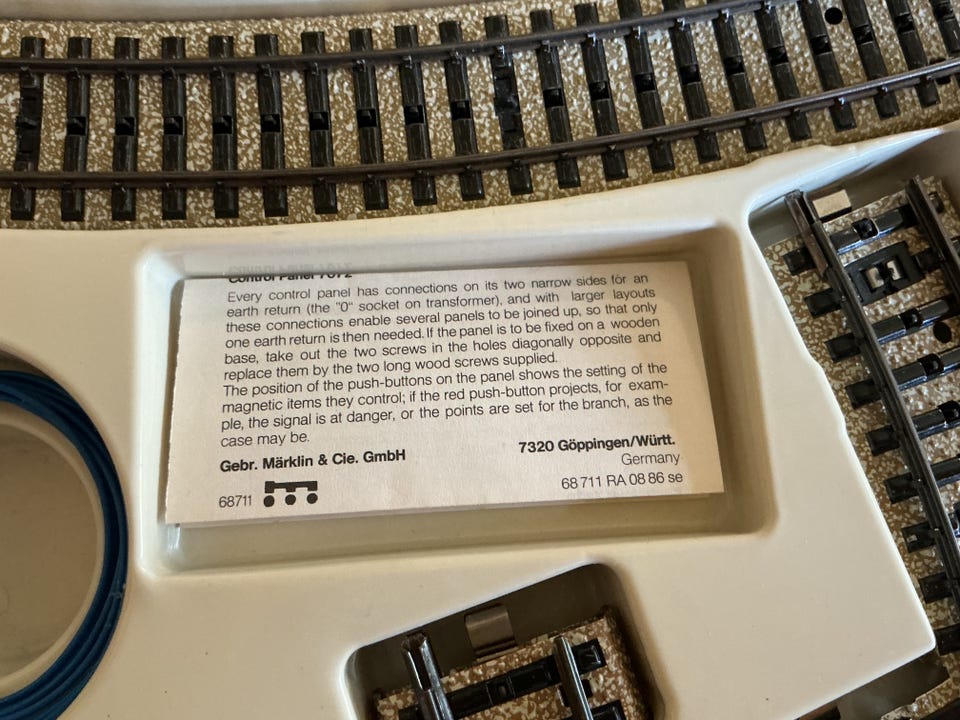 Control Panel 7072
Every control panel has connections on its two narrow sides for an
earth return (the "0" socket on transformer), and with larger layouts
these connections enable several panels to be joined up, so that only
one earth return is then needed. If the panel is to be fixed on a wooden
base, take out the two screws in the holes diagonally opposite and
replace them by the two long wood screws supplied.
The position of the push-buttons on the panel shows the setting of the
magnetic items they control; if the red push-button projects, for exam-
ple, the signal is at danger, or the points are set for the branch, as the
case may be.
Gebr. Märklin & Cie. GmbH
7320 Göppingen/Württ.
Germany
68711
68 711 RA 08 86 se